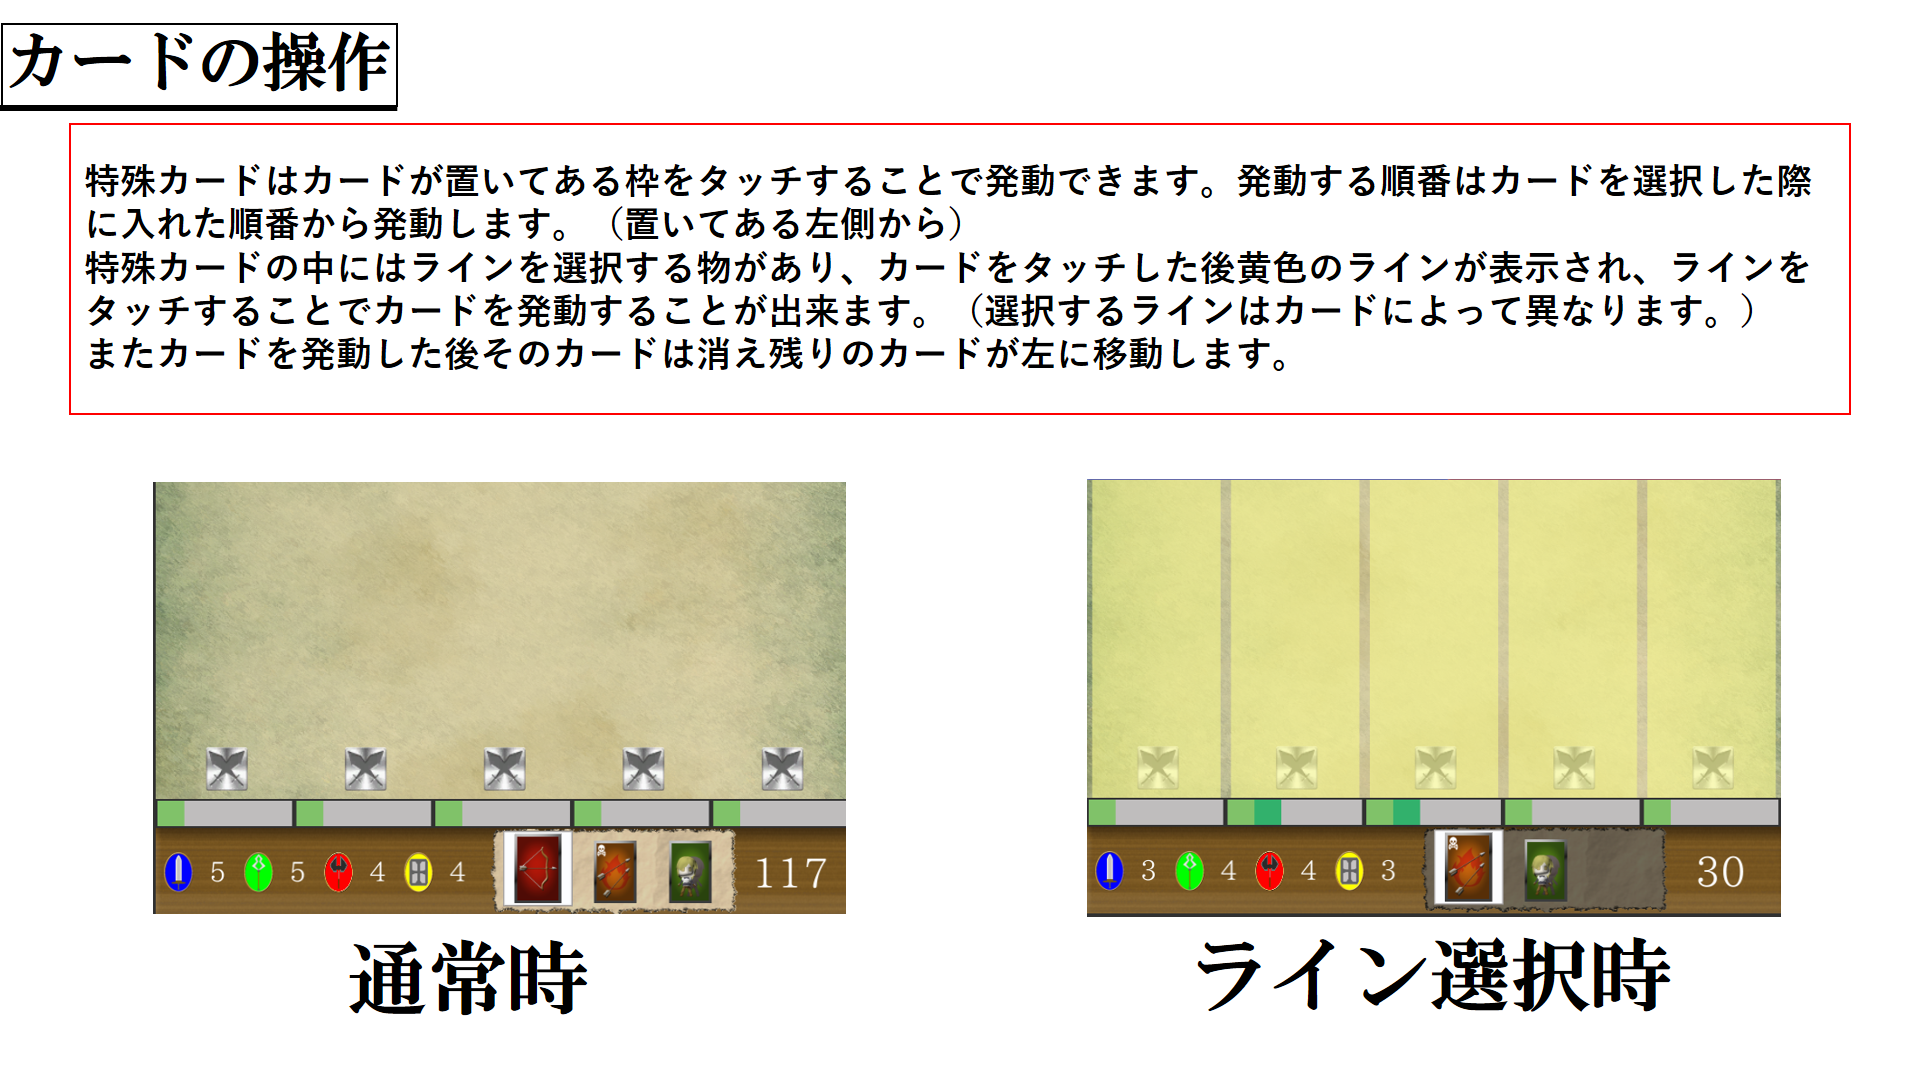 カードの操作
特殊カードはカードが置いてある枠をタッチすることで発動できます。発動する順番はカードを選択した際
に入れた順番から発動します。（置いてある左側から）
特殊カードの中にはラインを選択する物があり、カードをタッチした後黄色のラインが表示され、ラインを
タッチすることでカードを発動することが出来ます。（選択するラインはカードによって異なります。）
またカードを発動した後そのカードは消え残りのカードが左に移動します。
5 5 4 4 117
3 4 4 3 30
通常時
ライン選択時